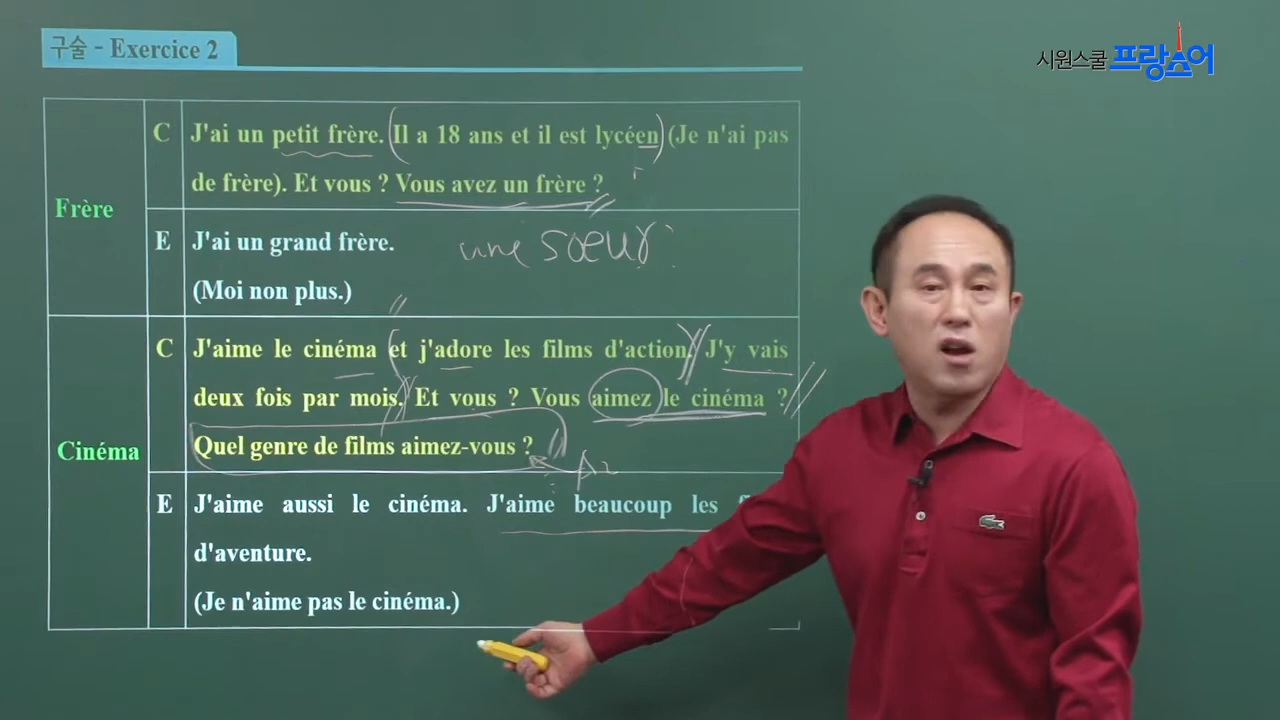 구술 - Exercice 2
시원스쿨 프랑스어
Frère
C J'ai un petit frère. Il a 18 ans et il est lycéen (Je n'ai pas
de frère). Et vous ? Vous avez un frère ?
E J'ai un grand frère.
une sœur
(Moi non plus.)
Cinéma
C J'aime le cinéma et j'adore les films d'action. J'y vais
deux fois par mois. Et vous ? Vous aimez le cinéma ?
Quel genre de films aimez-vous ?
E J'aime aussi le cinéma. J'aime beaucoup les
d'aventure.
(Je n'aime pas le cinéma.)